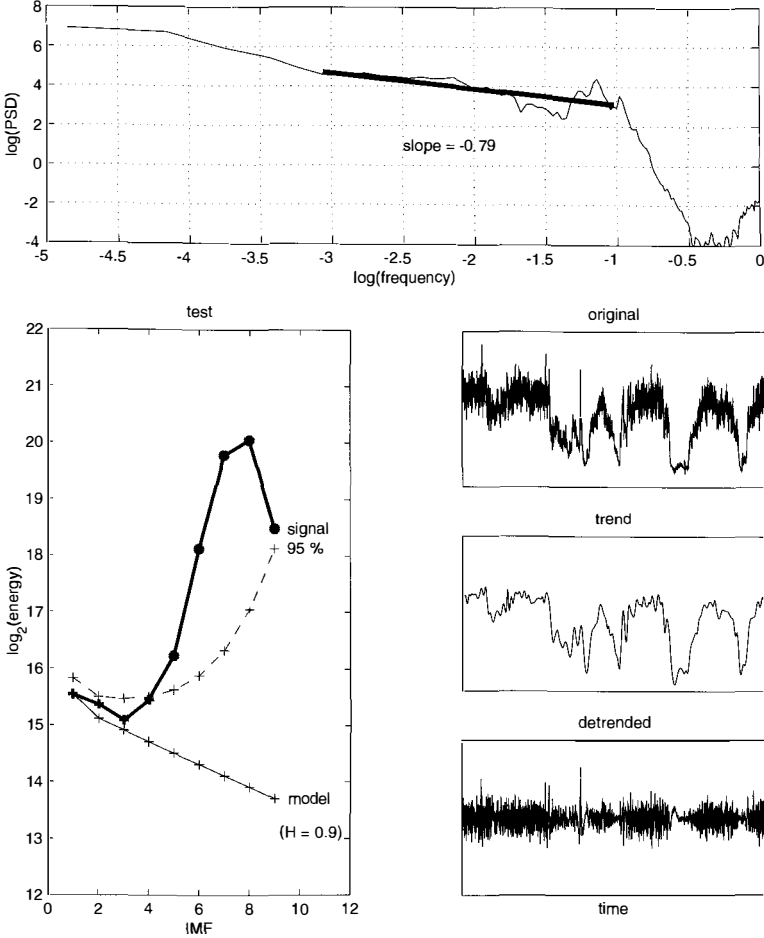 8
6
4
2
0
-2
-4
log(PSD)
slope = -0.79
-5 -4.5 -4 -3.5 -3 -2.5 -2 -1.5 -1 -0.5 0
log(frequency)
test
22
21
20
19
18
17
16
15
14
13
12
log2(energy)
signal
95 %
model
(H = 0.9)
0 2 4 6 8 10 12
IMF
original
trend
detrended
time